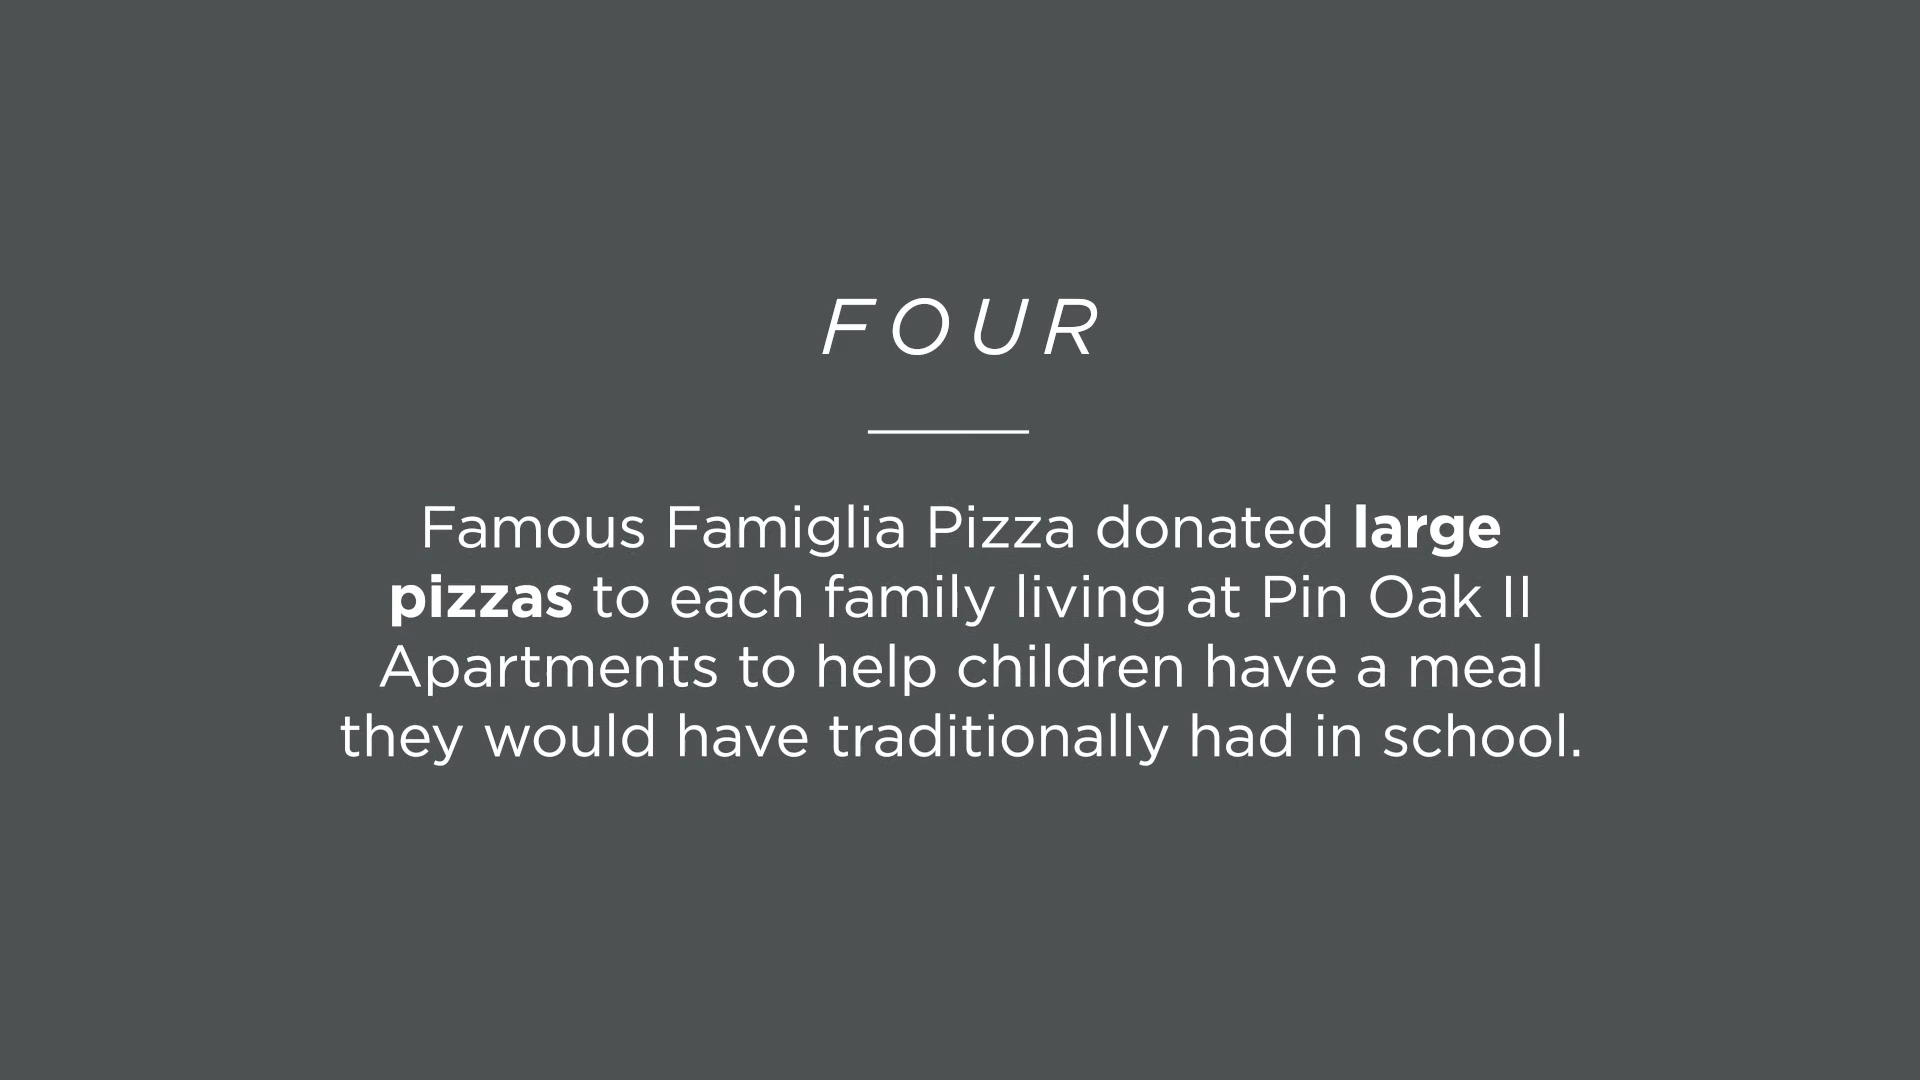 FOUR
Famous Famiglia Pizza donated large
pizzas to each family living at Pin Oak II
Apartments to help children have a meal
they would have traditionally had in school.